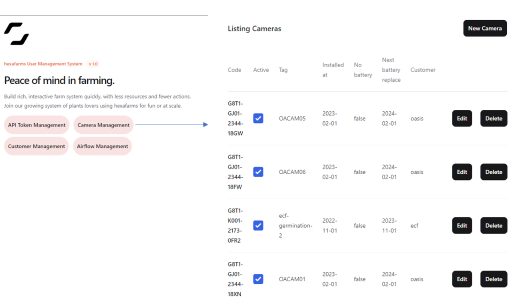 hexafarms User Management System v 1.0
Peace of mind in farming.
Build rich, interactive farm system quickly, with less resources and fewer actions.
Join our growing system of plants lovers using hexafarms for fun or at scale.
API Token Management
Camera Management
Customer Management
Airflow Management
Listing Cameras
New Camera
Code Active Tag Installed at No battery Next battery replace Customer
G8T1-
GJ01-
2344-
18GW
OACAM05
2023-
02-01
false
2024-
02-01
oasis
Edit
Delete
G8T1-
GJ01-
2344-
18FW
OACAM06
2023-
02-01
false
2024-
02-01
oasis
Edit
Delete
G8T1-
K001-
2173-
0FR2
ecf-
germination-
2
2022-
11-01
false
2023-
11-01
ecf
Edit
Delete
G8T1-
GJ01-
2344-
18XN
OACAM01
2023-
02-01
false
2024-
02-01
oasis
Edit
Delete